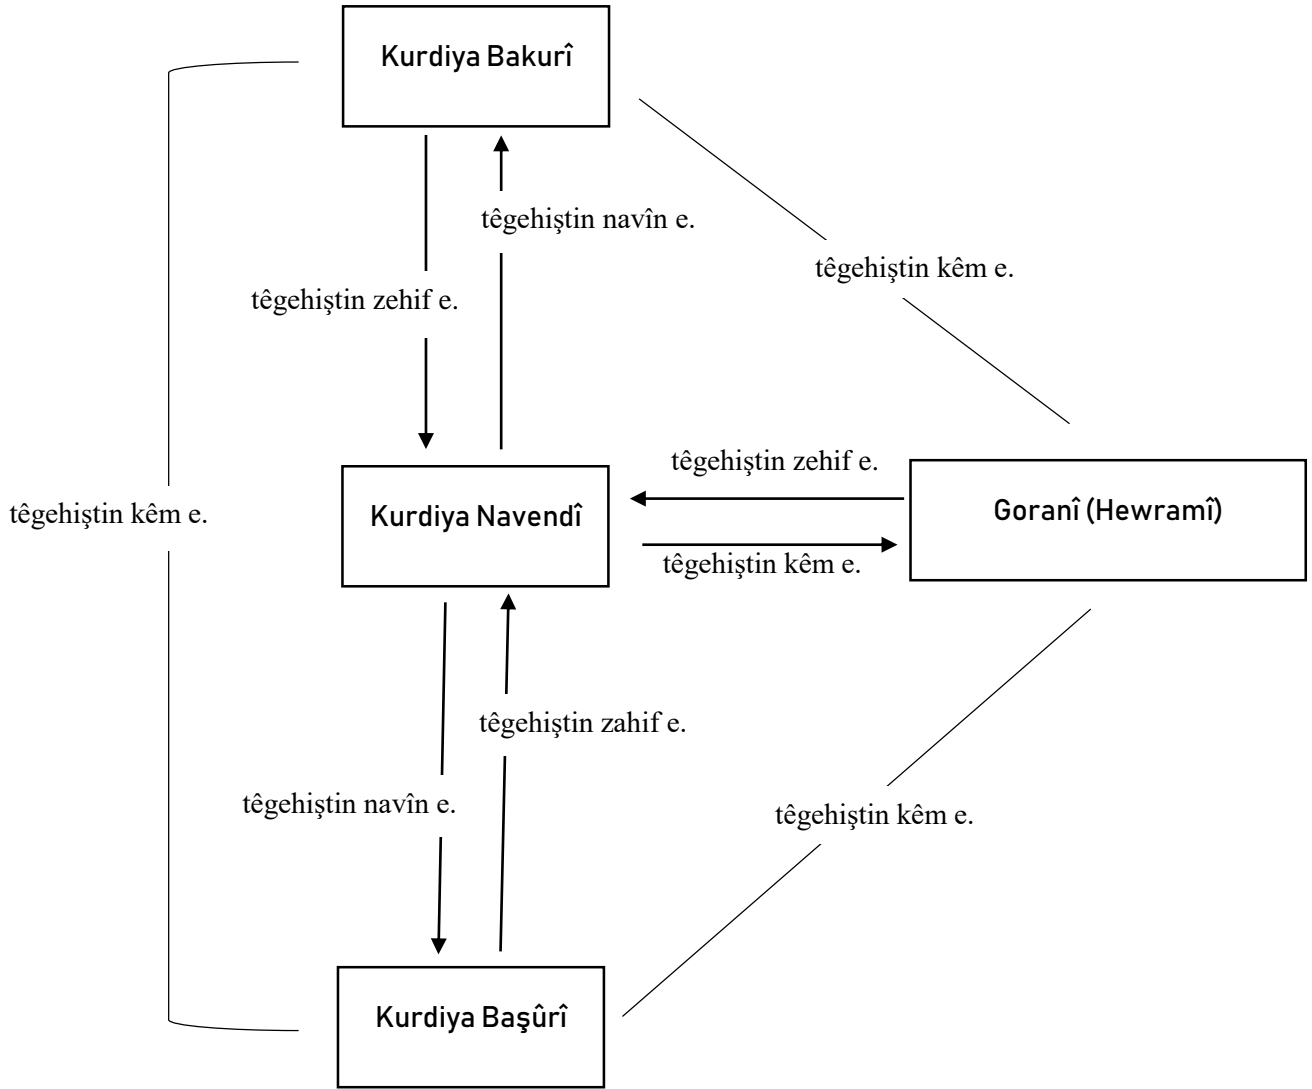 Kurdiya Bakurî
têgehiştin navîn e.
têgehiştin kêm e.
têgehiştin zehif e.
têgehiştin zehif e.
têgehiştin kêm e.
Kurdiya Navendî
Goranî (Hewramî)
têgehiştin kêm e.
têgehiştin zahif e.
têgehiştin navîn e.
têgehiştin kêm e.
Kurdiya Başûrî